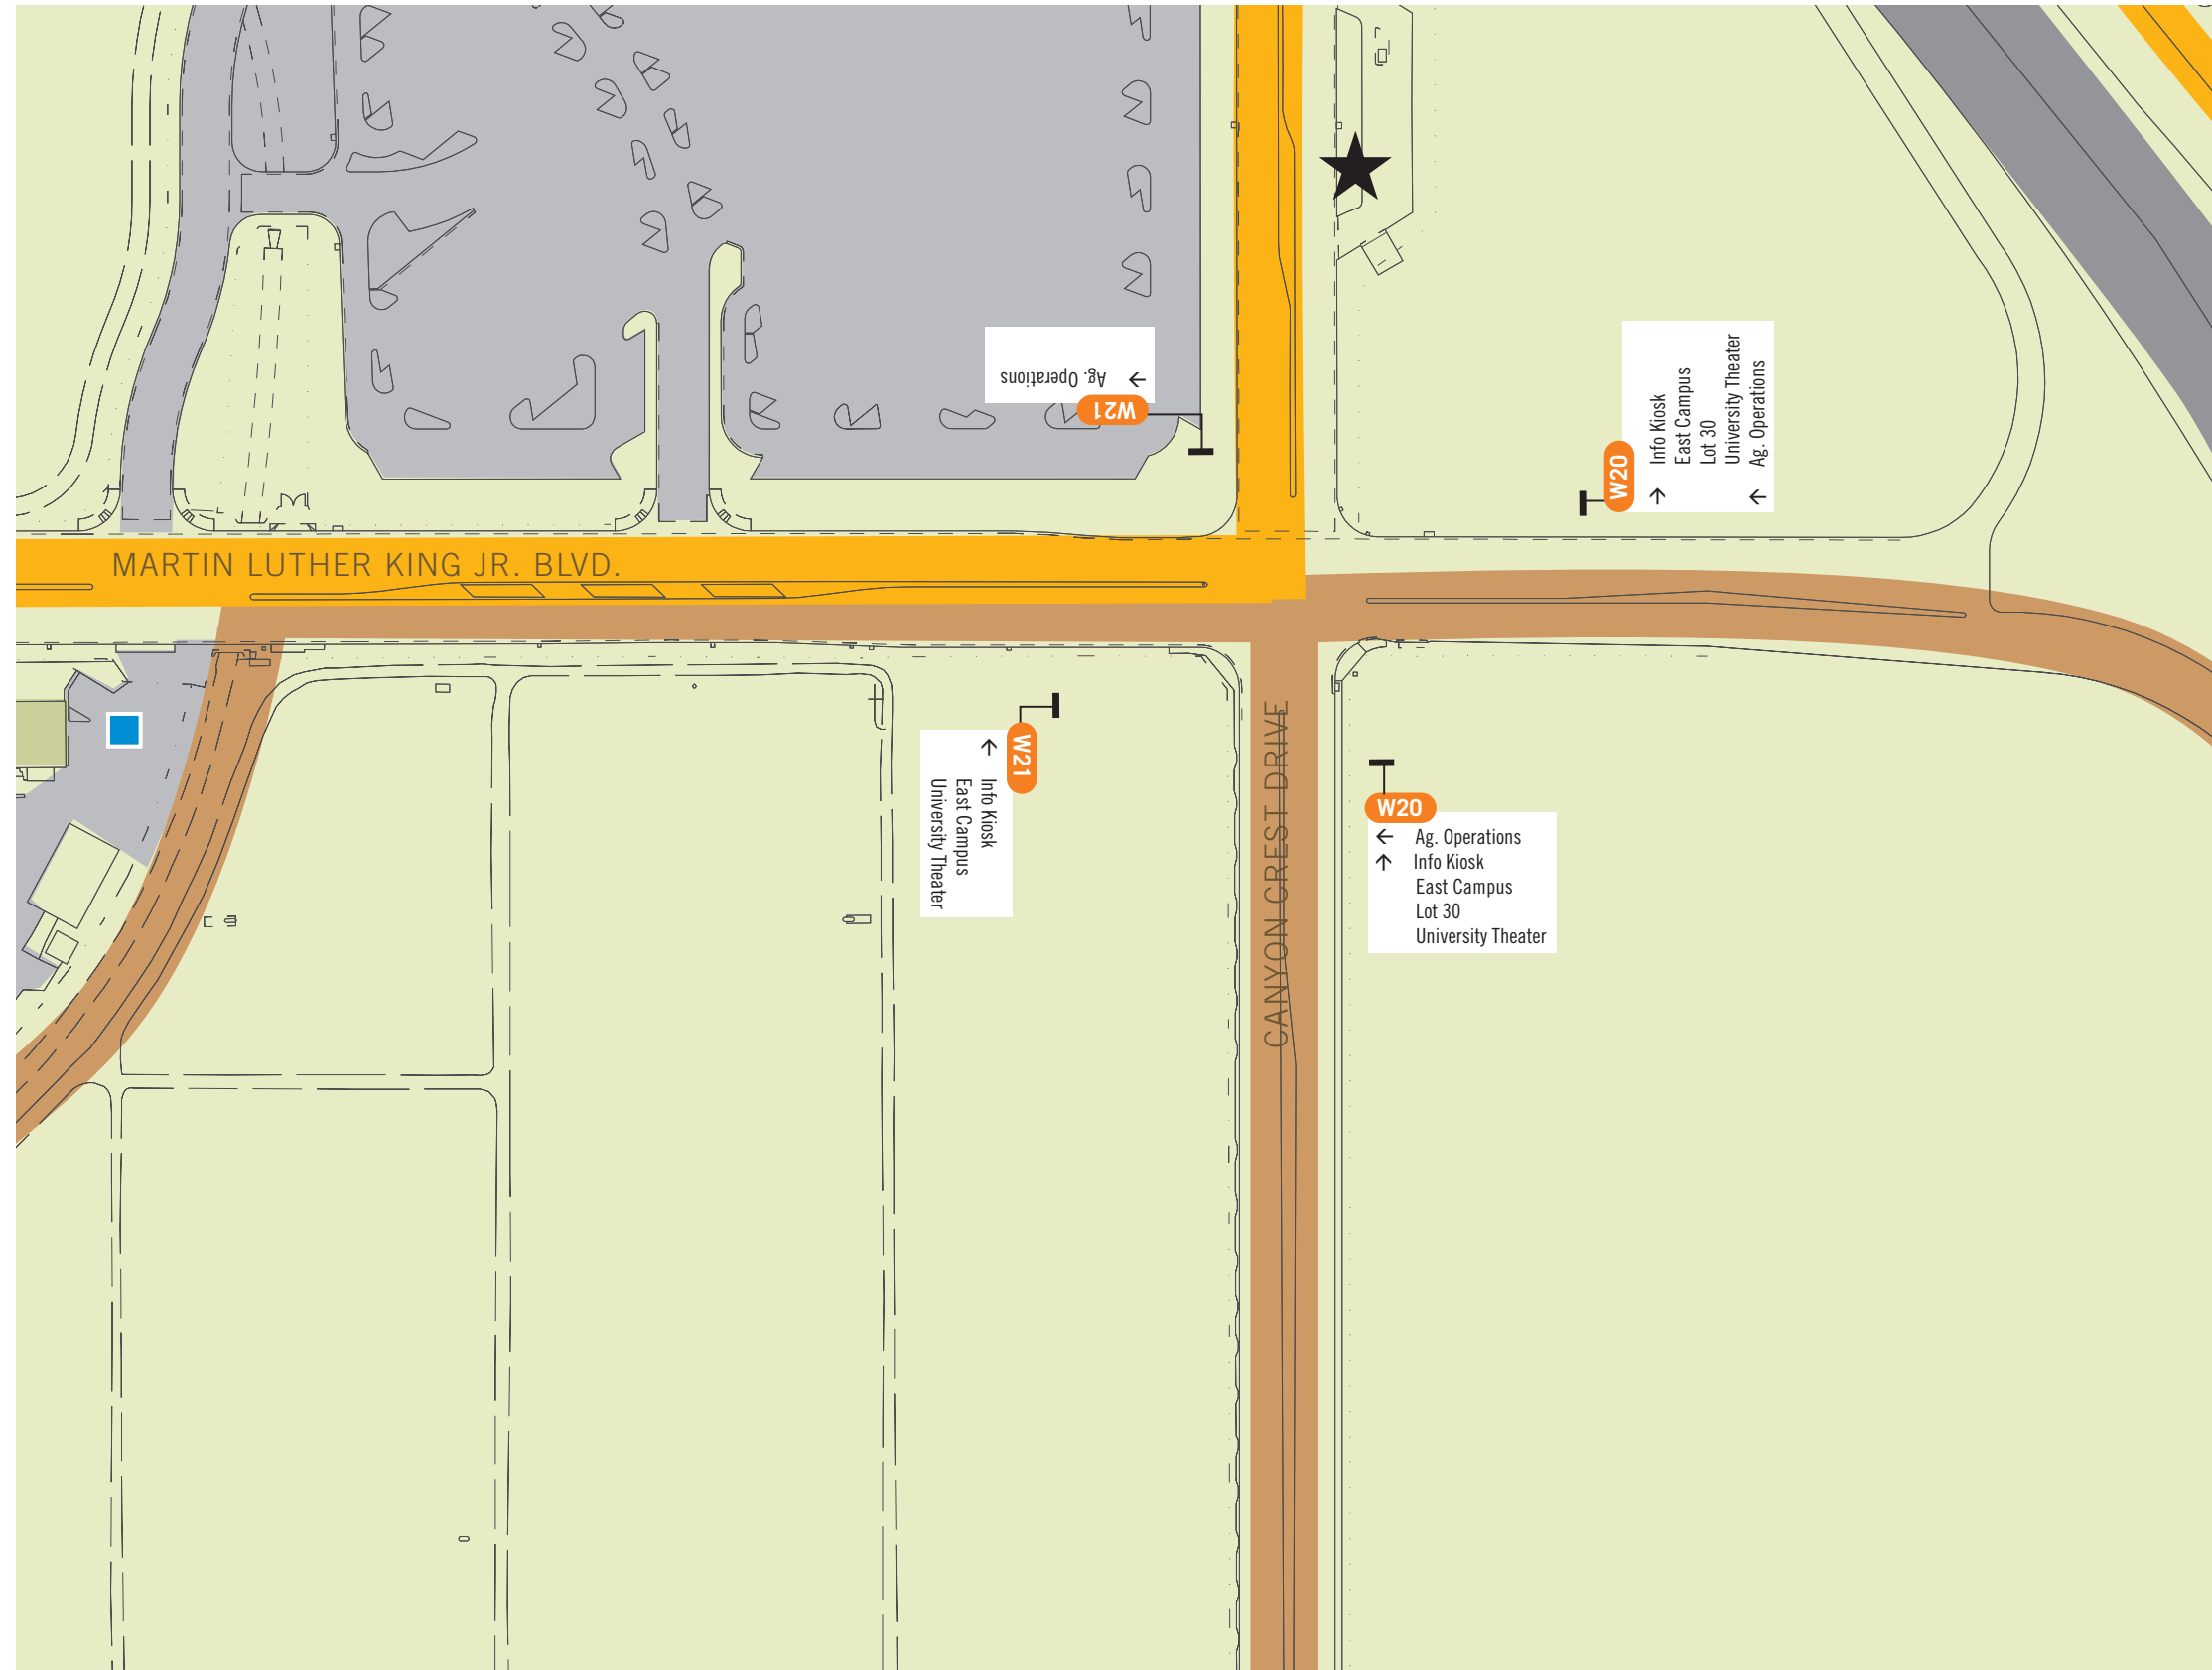 ← Ag. Operations
W21
↑ Info Kiosk
East Campus
Lot 30
University Theater
← Ag. Operations
W20
MARTIN LUTHER KING JR. BLVD.
W21
← Info Kiosk
East Campus
University Theater
CANYON CREST DRIVE
W20
← Ag. Operations
↑ Info Kiosk
East Campus
Lot 30
University Theater